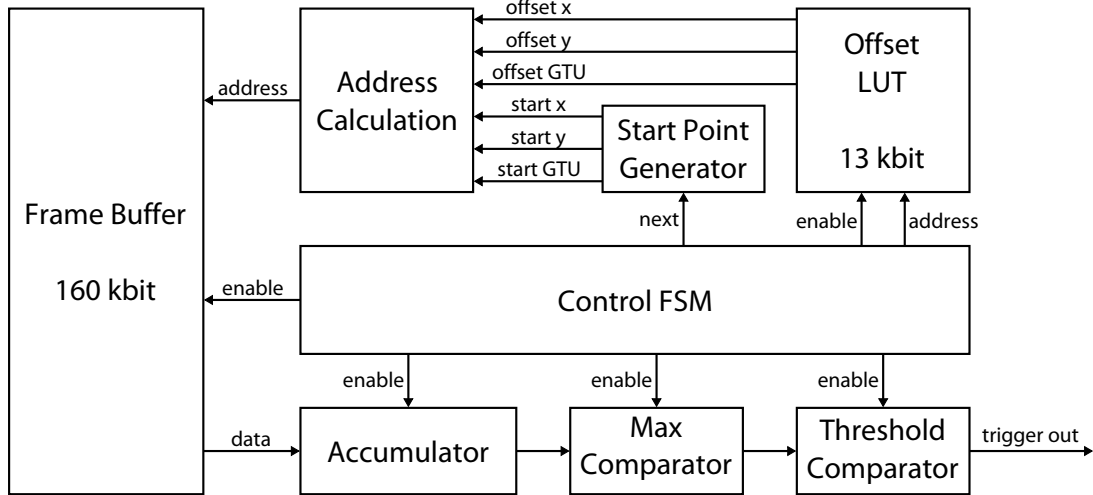 offset x
offset y
offset GTU
start x
start y
start GTU
address
Address
Calculation
Start Point
Generator
Offset
LUT
13 kbit
Frame Buffer
160 kbit
next
enable
address
enable
Control FSM
enable
enable
enable
data
Accumulator
Max
Comparator
Threshold
Comparator
trigger out